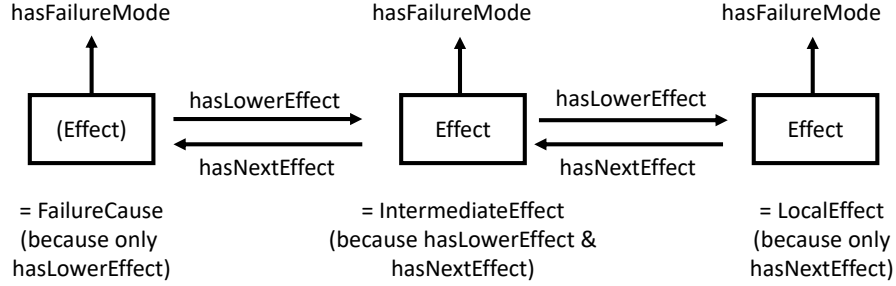 hasFailureMode
hasFailureMode
hasFailureMode
(Effect)
hasLowerEffect
hasNextEffect
Effect
hasLowerEffect
hasNextEffect
Effect
= FailureCause
(because only
hasLowerEffect)
= IntermediateEffect
(because hasLowerEffect &
hasNextEffect)
= LocalEffect
(because only
hasNextEffect)